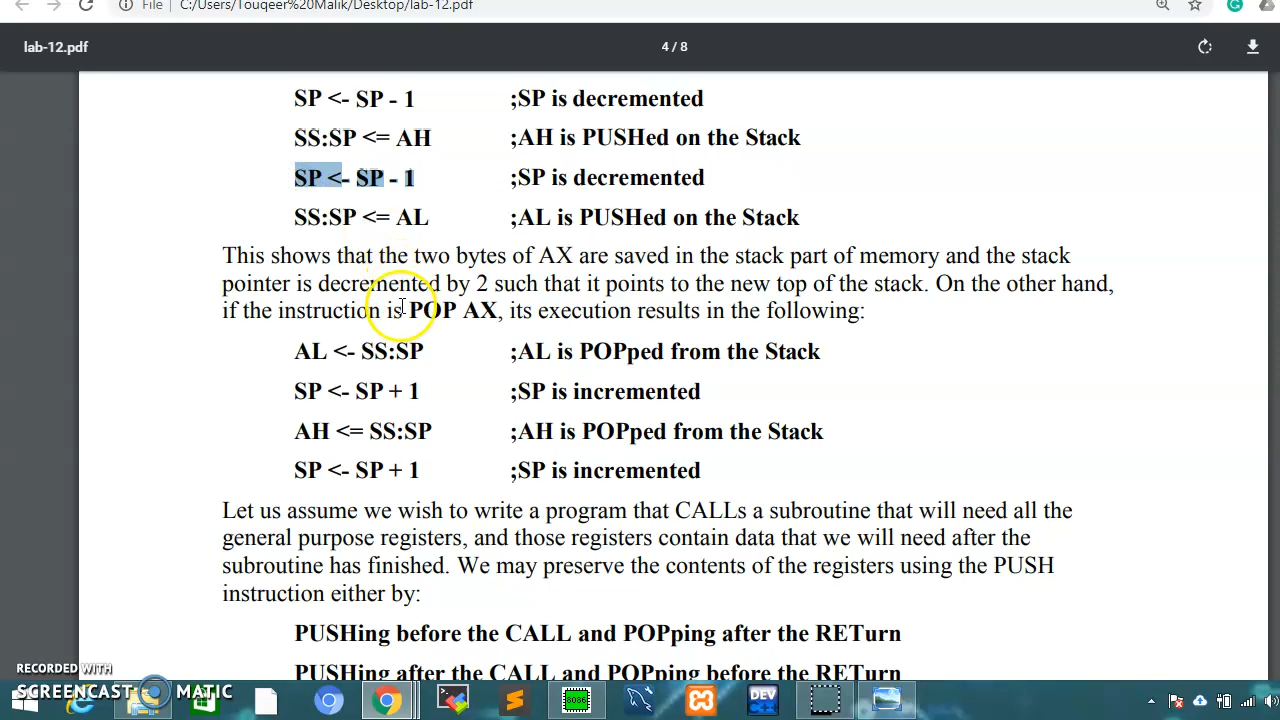 File | C:/Users/Touqeer%20Malik/Desktop/lab-12.pdf
lab-12.pdf 4 / 8
SP <- SP - 1 ;SP is decremented
SS:SP <= AH ;AH is PUSHed on the Stack
SP <- SP - 1 ;SP is decremented
SS:SP <= AL ;AL is PUSHed on the Stack
This shows that the two bytes of AX are saved in the stack part of memory and the stack
pointer is decremented by 2 such that it points to the new top of the stack. On the other hand,
if the instruction is POP AX, its execution results in the following:
AL <- SS:SP ;AL is POPped from the Stack
SP <- SP + 1 ;SP is incremented
AH <= SS:SP ;AH is POPped from the Stack
SP <- SP + 1 ;SP is incremented
Let us assume we wish to write a program that CALLs a subroutine that will need all the
general purpose registers, and those registers contain data that we will need after the
subroutine has finished. We may preserve the contents of the registers using the PUSH
instruction either by:
PUSHing before the CALL and POPping after the RETurn
PUSHing after the CALL and POPping before the RETurn
RECORDED WITH
SCREENCAST MATIC
8086
DEV
C++